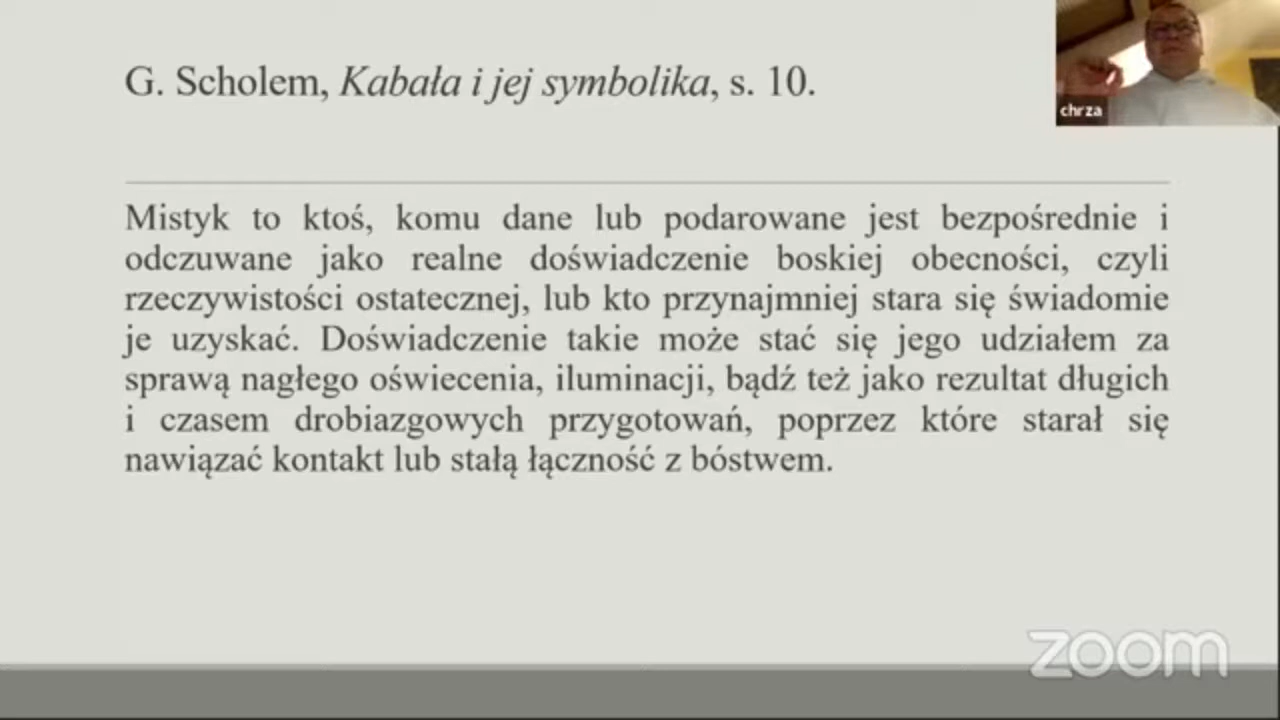 G. Scholem, Kabała i jej symbolika, s. 10.
chrza
Mistyk to ktoś, komu dane lub podarowane jest bezpośrednie i
odczuwane jako realne doświadczenie boskiej obecności, czyli
rzeczywistości ostatecznej, lub kto przynajmniej stara się świadomie
je uzyskać. Doświadczenie takie może stać się jego udziałem za
sprawą nagłego oświecenia, iluminacji, bądź też jako rezultat długich
i czasem drobiazgowych przygotowań, poprzez które starał się
nawiązać kontakt lub stałą łączność z bóstwem.
zoom